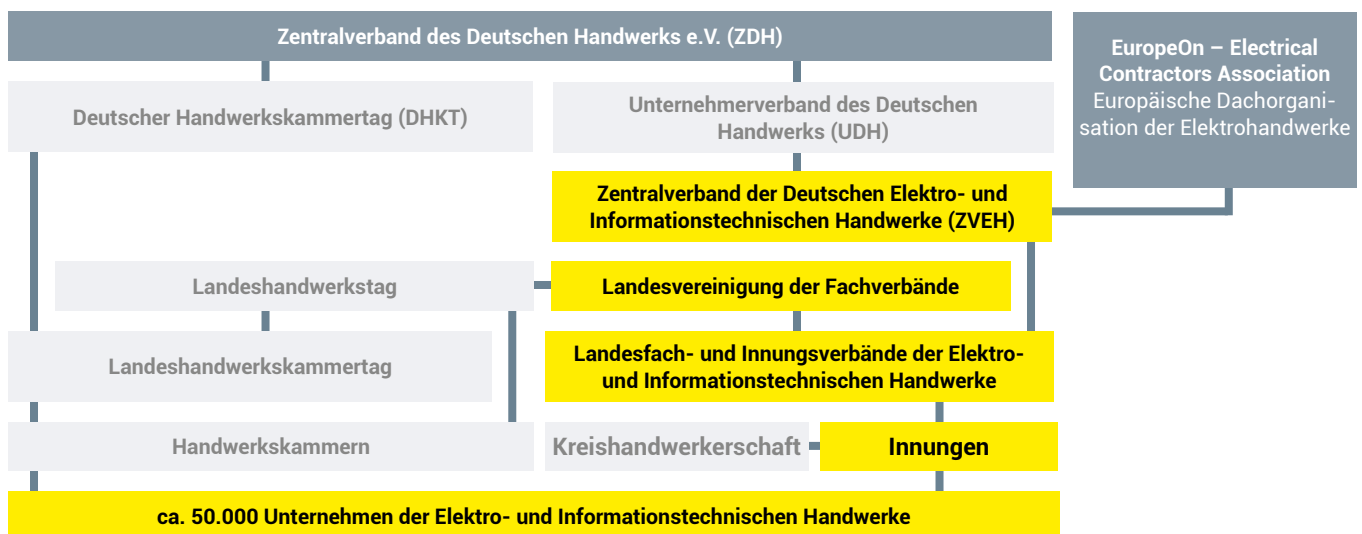 Zentralverband des Deutschen Handwerks e.V. (ZDH)
EuropeOn – Electrical
Contractors Association
Europäische Dachorgani-
sation der Elektrohandwerke
Deutscher Handwerkskammertag (DHKT)
Unternehmerverband des Deutschen
Handwerks (UDH)
Zentralverband der Deutschen Elektro- und
Informationstechnischen Handwerke (ZVEH)
Landeshandwerkstag
Landesvereinigung der Fachverbände
Landeshandwerkskammertag
Landesfach- und Innungsverbände der Elektro-
und Informationstechnischen Handwerke
Handwerkskammern
Kreishandwerkerschaft
Innungen
ca. 50.000 Unternehmen der Elektro- und Informationstechnischen Handwerke